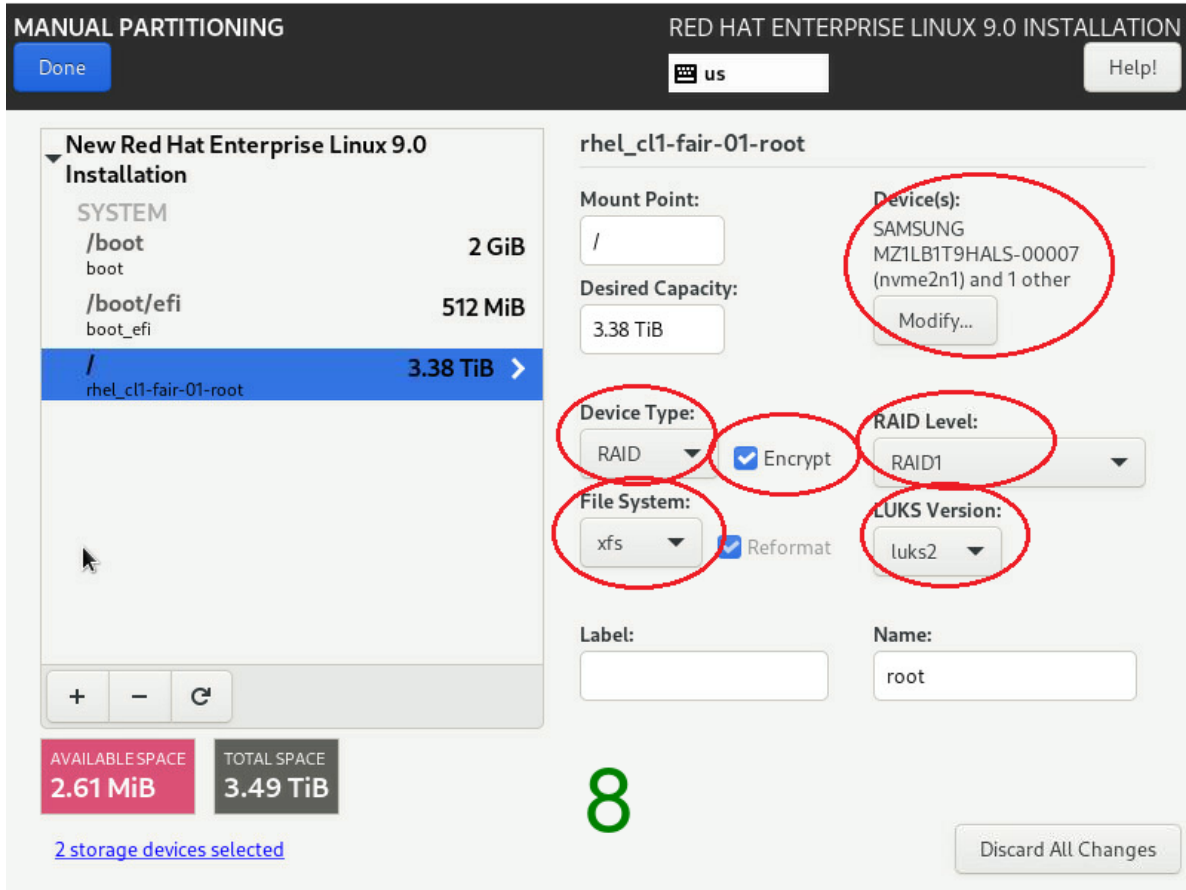 MANUAL PARTITIONING
RED HAT ENTERPRISE LINUX 9.0 INSTALLATION
Done
us
Help!
New Red Hat Enterprise Linux 9.0
Installation
SYSTEM
/boot
2 GiB
boot
/boot/efi
512 MiB
boot_efi
/
3.38 TiB
rhel_cl1-fair-01-root
+
−
AVAILABLE SPACE
2.61 MiB
TOTAL SPACE
3.49 TiB
2 storage devices selected
rhel_cl1-fair-01-root
Mount Point:
/
Desired Capacity:
3.38 TiB
Device(s):
SAMSUNG
MZ1LB1T9HALS-00007
(nvme2n1) and 1 other
Modify...
Device Type:
RAID
Encrypt
RAID Level:
RAID1
File System:
xfs
Reformat
LUKS Version:
luks2
Label:
Name:
root
8
Discard All Changes